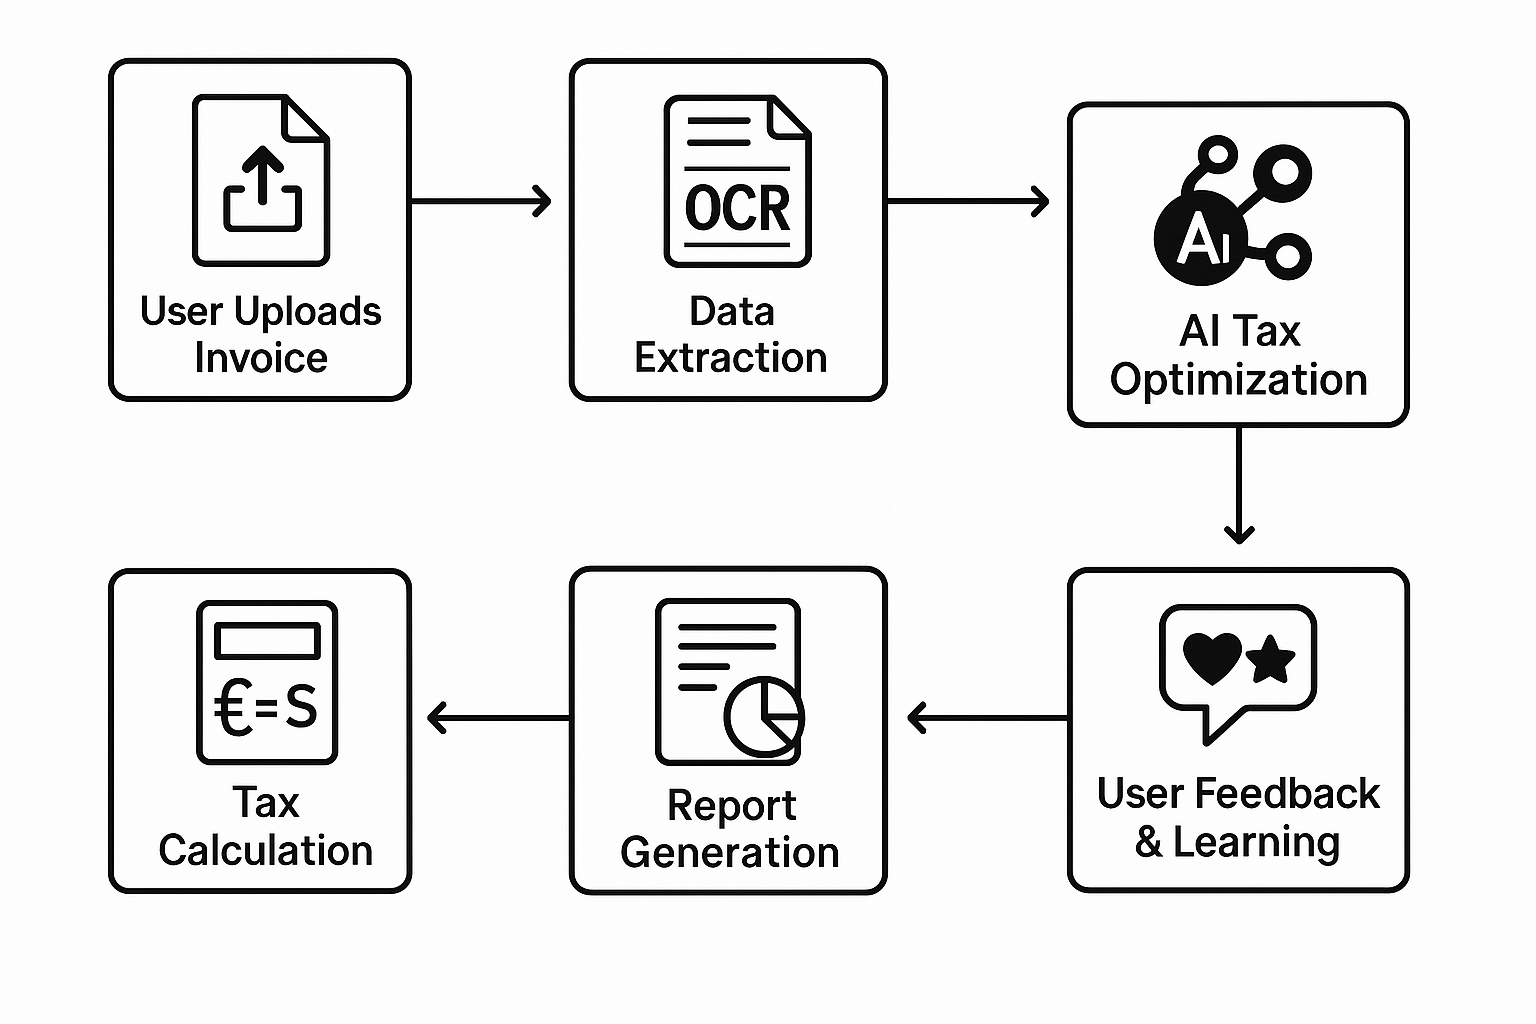 User Uploads
Invoice
OCR
Data
Extraction
AI
AI Tax
Optimization
€=S
Tax
Calculation
Report
Generation
User Feedback
& Learning